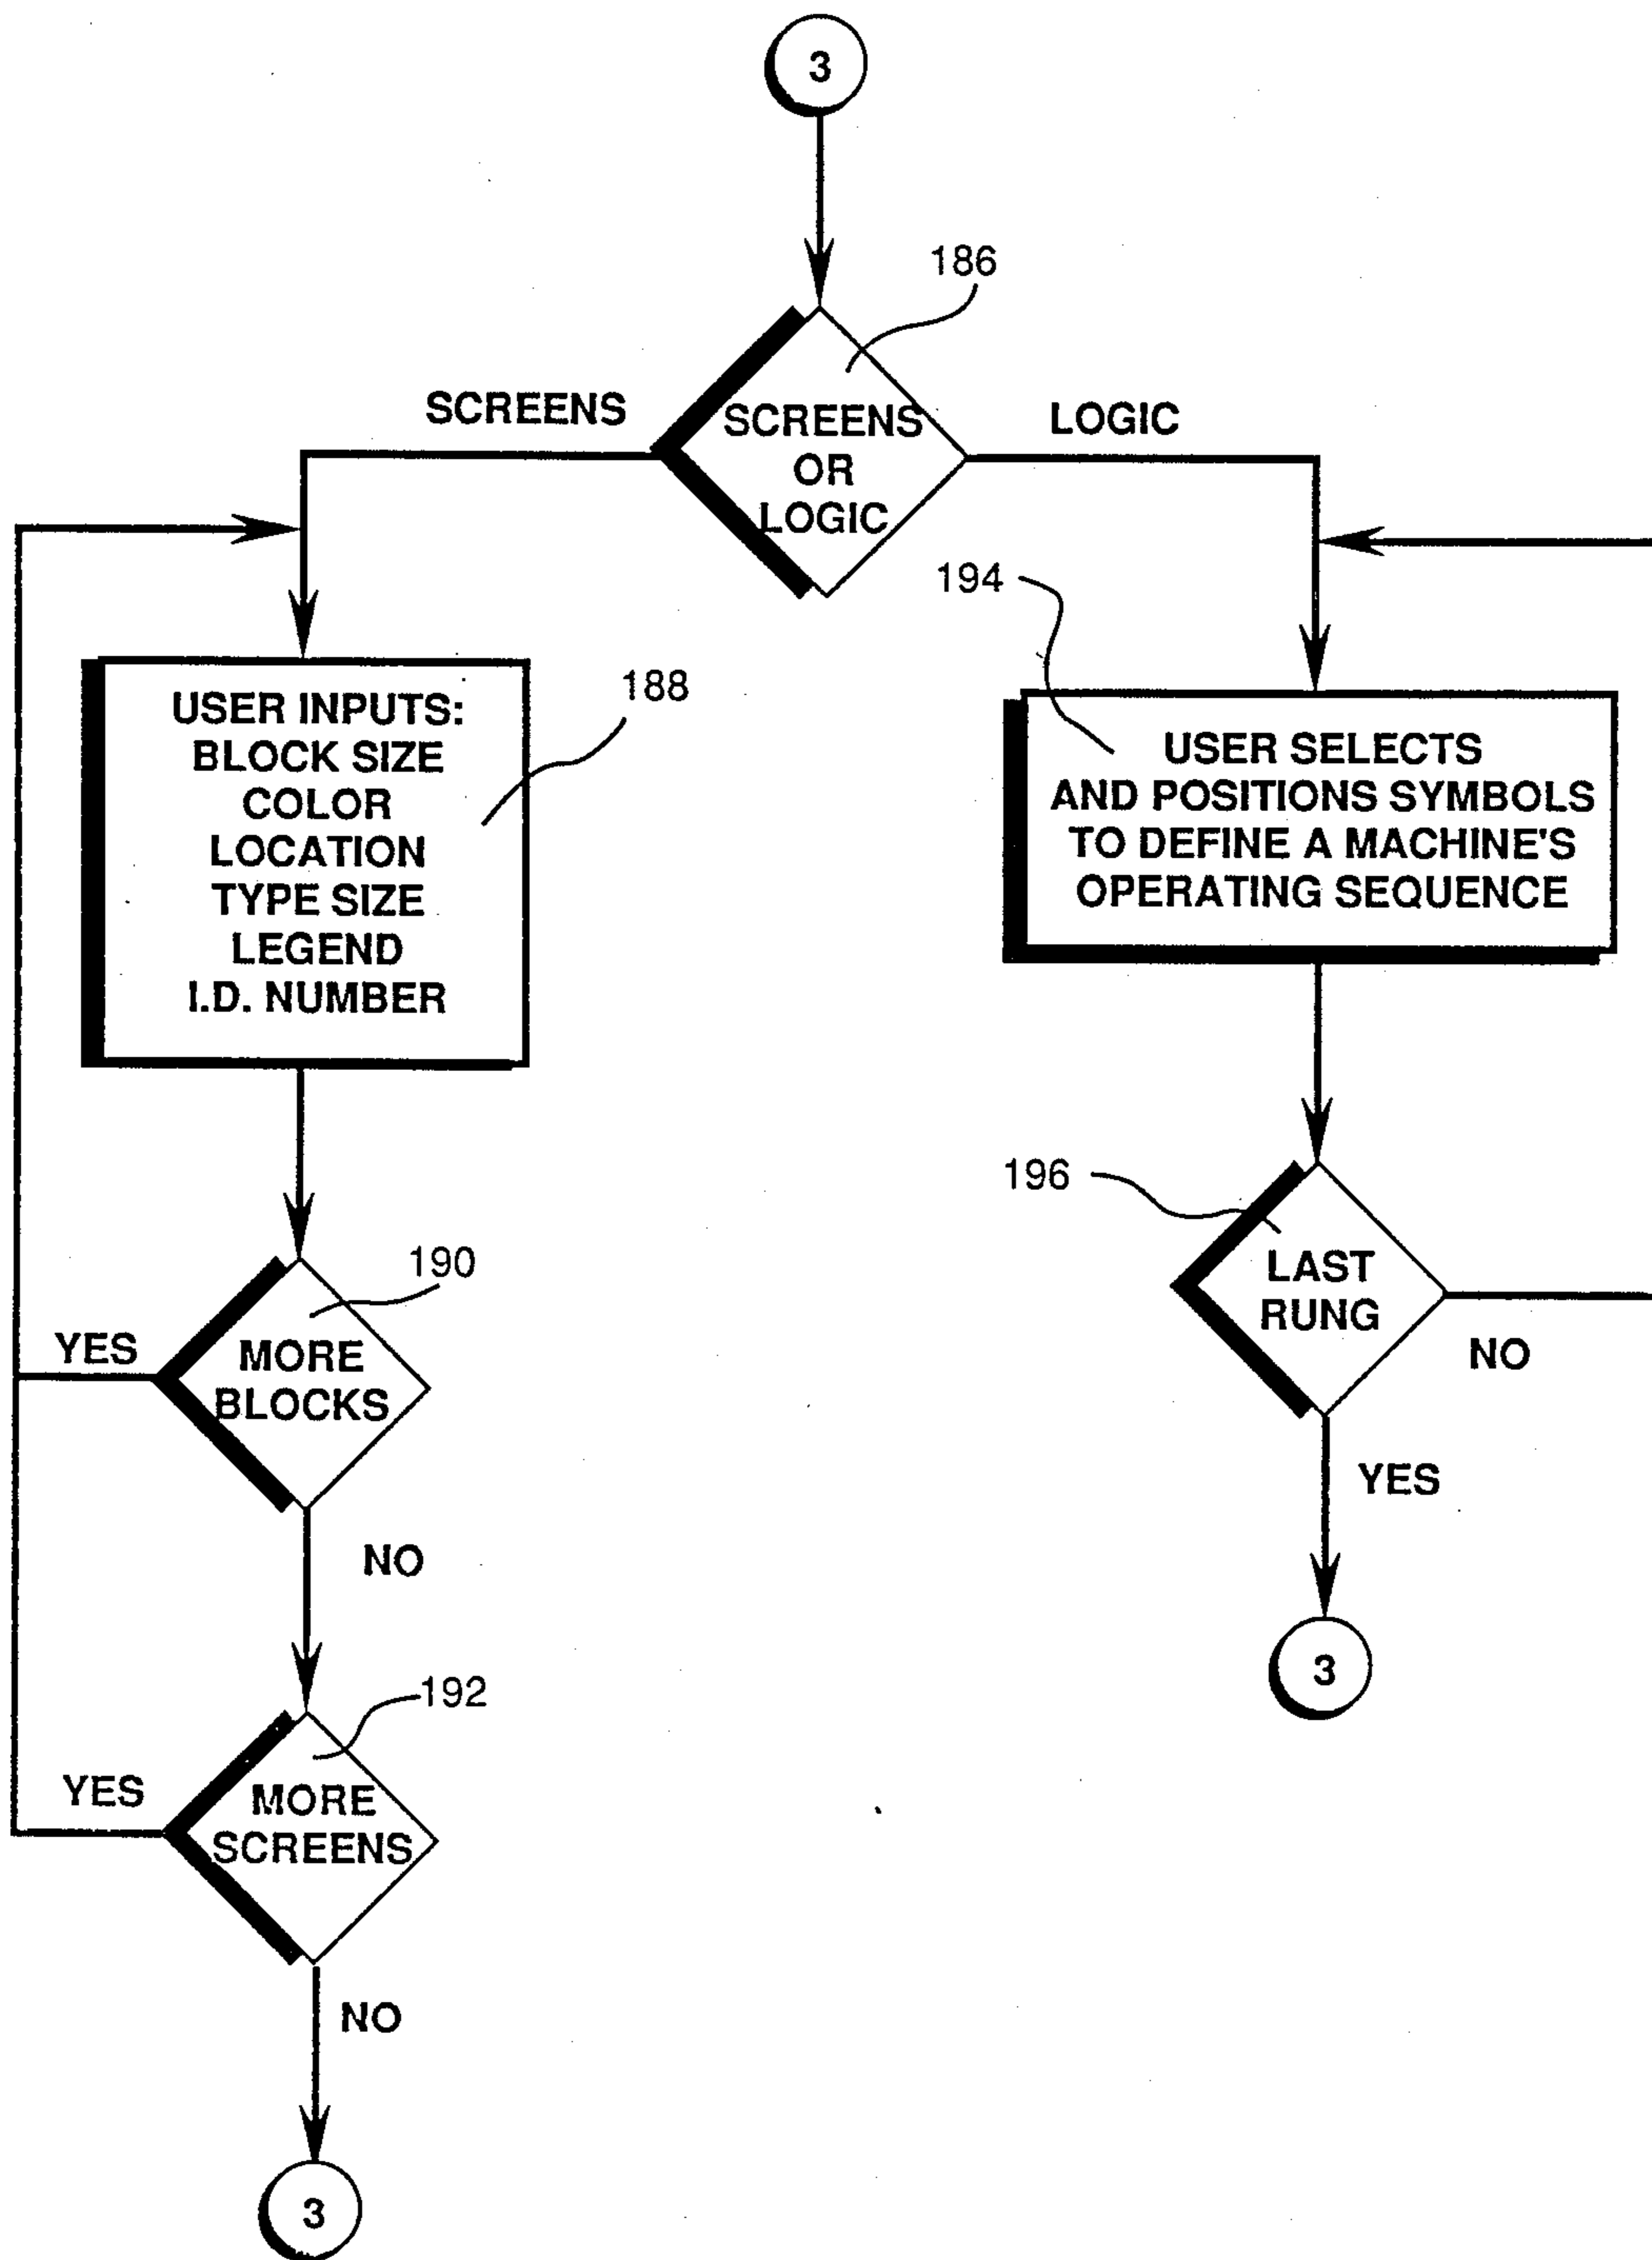 3
186
SCREENS
LOGIC
SCREENS
OR
LOGIC
194
USER INPUTS:
BLOCK SIZE
COLOR
LOCATION
TYPE SIZE
LEGEND
I.D. NUMBER
188
USER SELECTS
AND POSITIONS SYMBOLS
TO DEFINE A MACHINE'S
OPERATING SEQUENCE
196
LAST
RUNG
NO
YES
3
190
YES
MORE
BLOCKS
NO
192
YES
MORE
SCREENS
NO
3